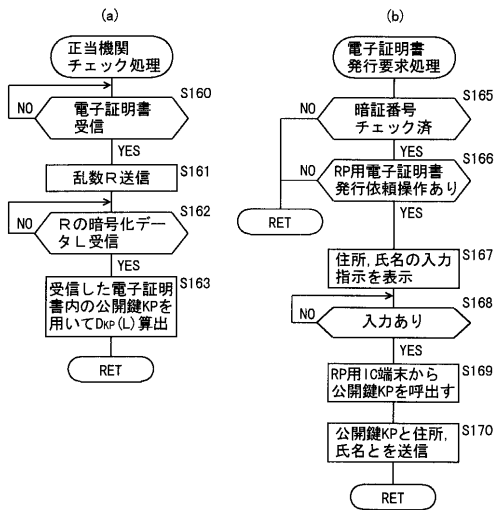 (a)
正当機関
チェック処理
S160
NO
電子証明書
受信
YES
S161
乱数R送信
S162
NO
Rの暗号化デー
タL受信
YES
S163
受信した電子証明
書内の公開鍵KPを
用いてDKP(L)算出
RET
(b)
電子証明書
発行要求処理
S165
NO
暗証番号
チェック済
YES
S166
NO
RP用電子証明書
発行依頼操作あり
RET
YES
S167
住所,氏名の入力
指示を表示
S168
NO
入力あり
YES
S169
RP用IC端末から
公開鍵KPを呼出す
S170
公開鍵KPと住所,
氏名とを送信
RET